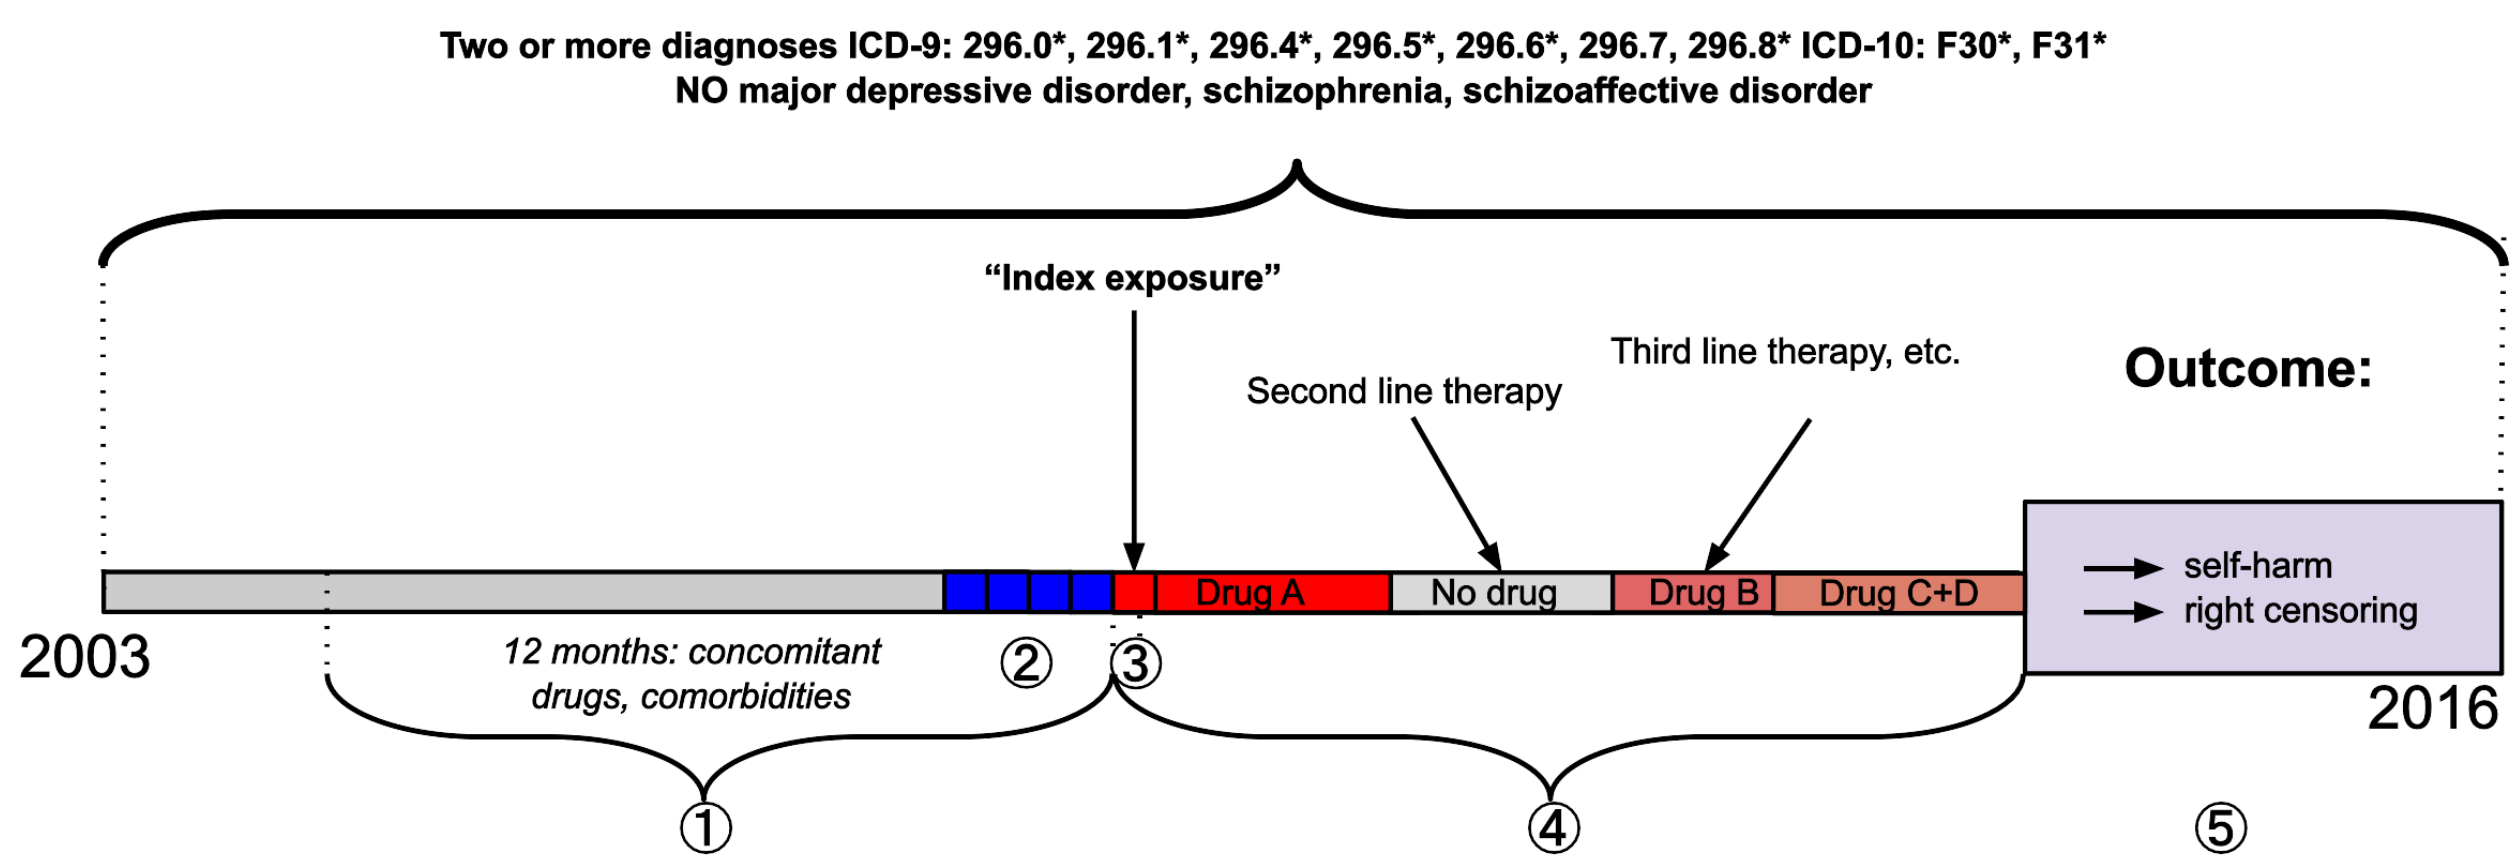 Two or more diagnoses ICD-9: 296.0*, 296.1*, 296.4*, 296.5*, 296.6*, 296.7, 296.8* ICD-10: F30*, F31*
NO major depressive disorder, schizophrenia, schizoaffective disorder
“Index exposure”
Second line therapy
Third line therapy, etc.
Outcome:
Drug A
No drug
Drug B
Drug C+D
self-harm
right censoring
2003
12 months: concomitant
drugs, comorbidities
②
③
2016
①
④
⑤